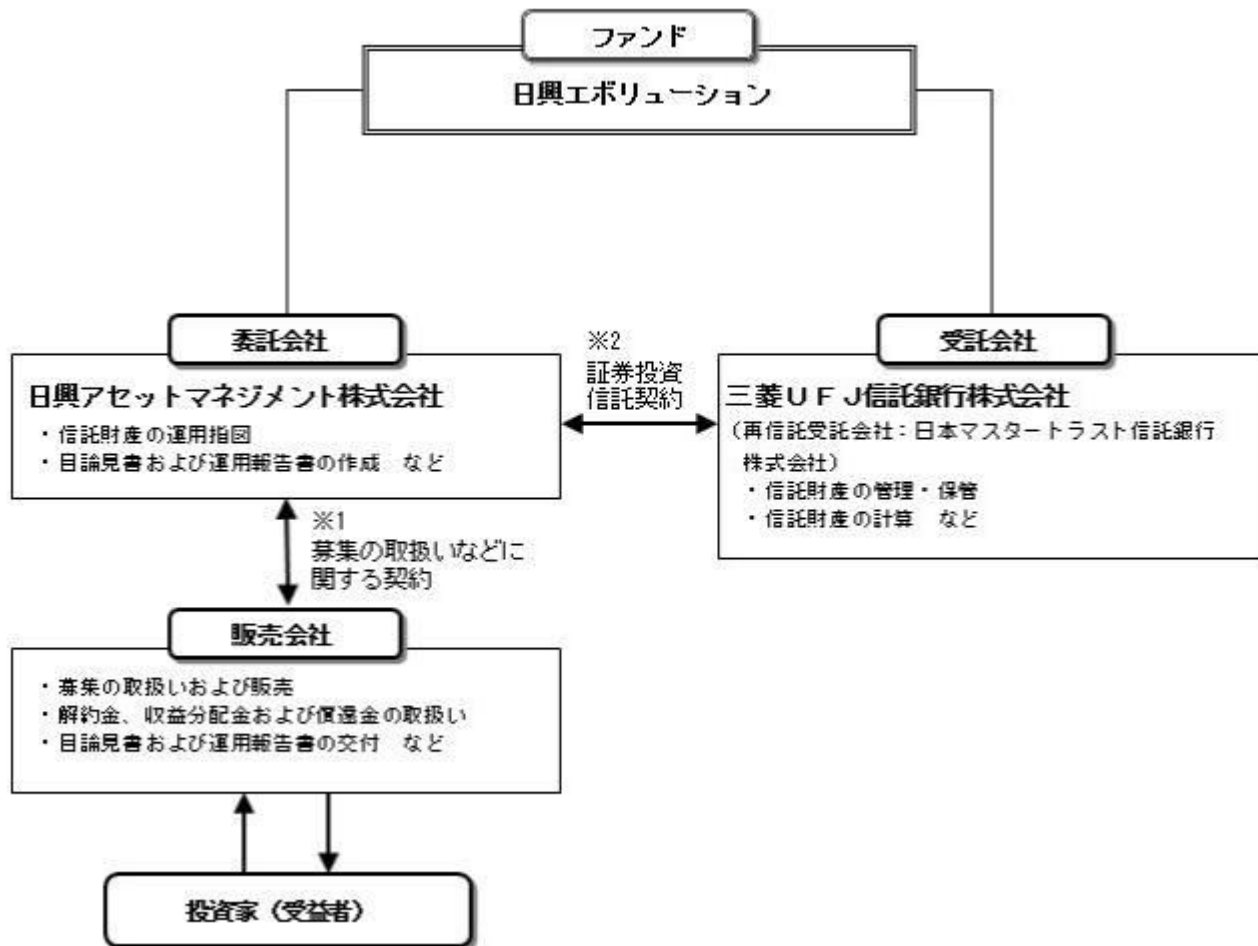 ファンド
日興エボリューション
委託会社
日興アセットマネジメント株式会社
・信託財産の運用指図
・目論見書および運用報告書の作成　など
※2
証券投資
信託契約
受託会社
三菱ＵＦＪ信託銀行株式会社
（再信託受託会社：日本マスタートラスト信託銀行
株式会社）
・信託財産の管理・保管
・信託財産の計算　など
※1
募集の取扱いなどに
関する契約
販売会社
・募集の取扱いおよび販売
・解約金、収益分配金および償還金の取扱い
・目論見書および運用報告書の交付　など
投資家（受益者）